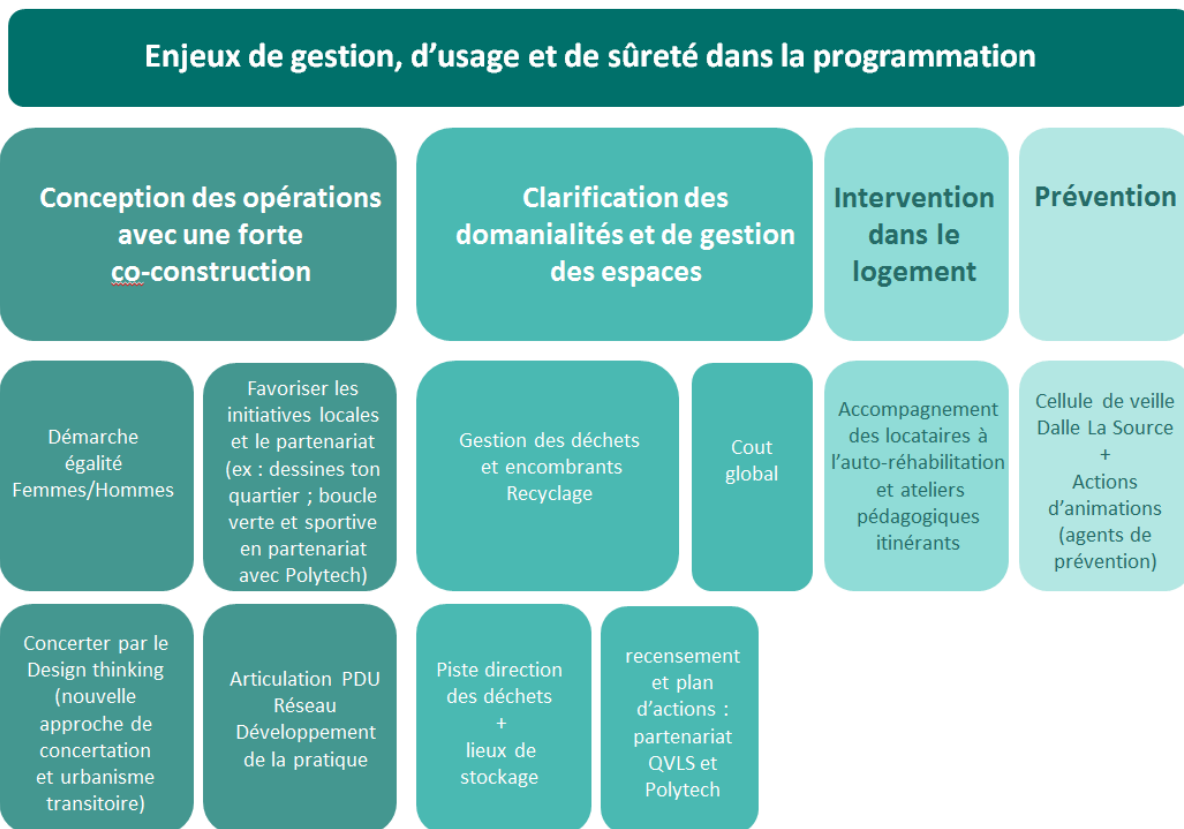 Enjeux de gestion, d’usage et de sûreté dans la programmation
Conception des opérations
avec une forte
co-construction
Clarification des
domanialités et de gestion
des espaces
Intervention
dans le
logement
Prévention
Démarche
égalité
Femmes/Hommes
Favoriser les
initiatives locales
et le partenariat
(ex : dessines ton
quartier ; boucle
verte et sportive
en partenariat
avec Polytech)
Gestion des déchets
et encombrants
Recyclage
Cout
global
Accompagnement
des locataires à
l’auto-réhabilitation
et ateliers
pédagogiques
itinérants
Cellule de veille
Dalle La Source
+
Actions
d’animations
(agents de
prévention)
Concerter par le
Design thinking
(nouvelle
approche de
concertation
et urbanisme
transitoire)
Articulation PDU
Réseau
Développement
de la pratique
Piste direction
des déchets
+
lieux de
stockage
recensement
et plan
d’actions :
partenariat
QVLS et
Polytech